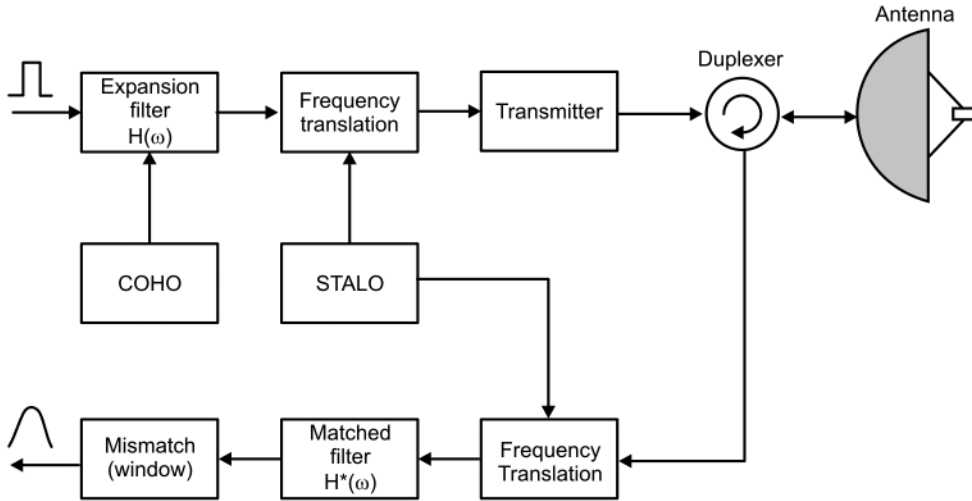 Antenna
Duplexer
Expansion
filter
H(ω)
Frequency
translation
Transmitter
COHO
STALO
Mismatch
(window)
Matched
filter
H*(ω)
Frequency
Translation